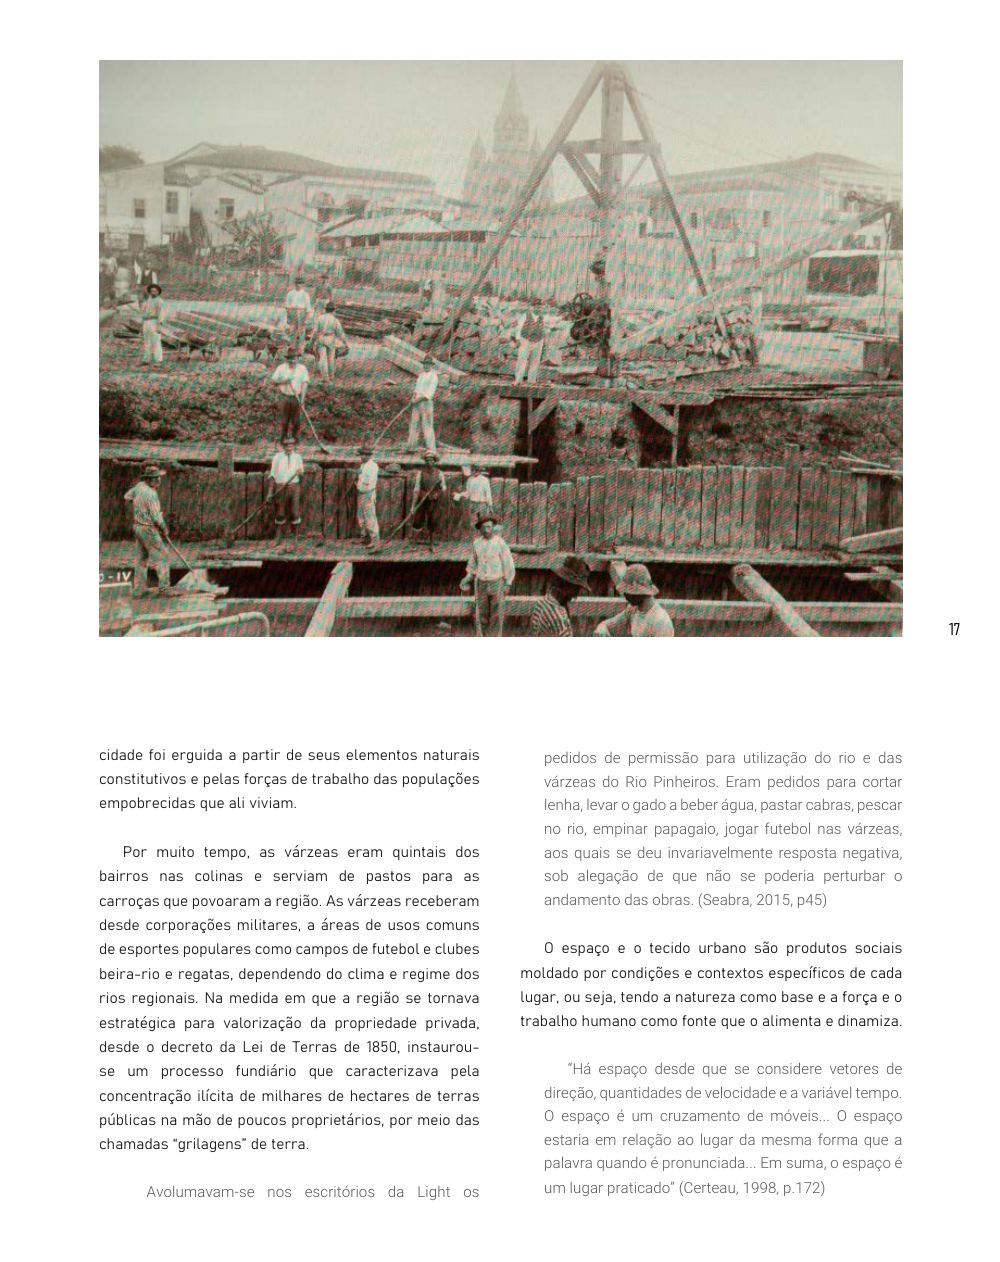 D - IV
17
cidade foi erguida a partir de seus elementos naturais
constitutivos e pelas forças de trabalho das populações
empobrecidas que ali viviam.
Por muito tempo, as várzeas eram quintais dos
bairros nas colinas e serviam de pastos para as
carroças que povoaram a região. As várzeas receberam
desde corporações militares, a áreas de usos comuns
de esportes populares como campos de futebol e clubes
beira-rio e regatas, dependendo do clima e regime dos
rios regionais. Na medida em que a região se tornava
estratégica para valorização da propriedade privada,
desde o decreto da Lei de Terras de 1850, instaurou-
se um processo fundiário que caracterizava pela
concentração ilícita de milhares de hectares de terras
públicas na mão de poucos proprietários, por meio das
chamadas “grilagens” de terra.
Avolumavam-se nos escritórios da Light os
pedidos de permissão para utilização do rio e das
várzeas do Rio Pinheiros. Eram pedidos para cortar
lenha, levar o gado a beber água, pastar cabras, pescar
no rio, empinar papagaio, jogar futebol nas várzeas,
aos quais se deu invariavelmente resposta negativa,
sob alegação de que não se poderia perturbar o
andamento das obras. (Seabra, 2015, p45)
O espaço e o tecido urbano são produtos sociais
moldado por condições e contextos específicos de cada
lugar, ou seja, tendo a natureza como base e a força e o
trabalho humano como fonte que o alimenta e dinamiza.
“Há espaço desde que se considere vetores de
direção, quantidades de velocidade e a variável tempo.
O espaço é um cruzamento de móveis... O espaço
estaria em relação ao lugar da mesma forma que a
palavra quando é pronunciada... Em suma, o espaço é
um lugar praticado” (Certeau, 1998, p.172)